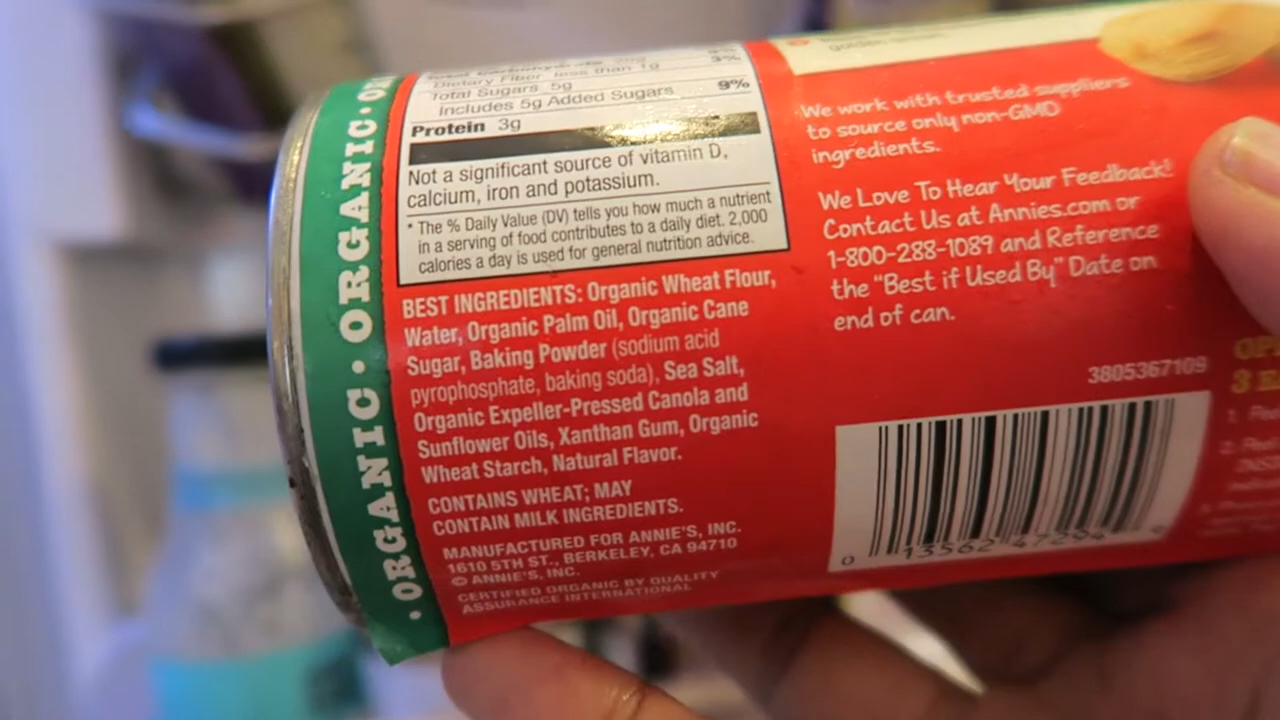 ORGANIC · ORGANIC · ORGANIC ·
Total Carbohydrate
3%
Dietary Fiber less than 1g
Total Sugars 5g
Includes 5g Added Sugars 9%
Protein 3g
Not a significant source of vitamin D,
calcium, iron and potassium.
* The % Daily Value (DV) tells you how much a nutrient
in a serving of food contributes to a daily diet. 2,000
calories a day is used for general nutrition advice.
BEST INGREDIENTS: Organic Wheat Flour,
Water, Organic Palm Oil, Organic Cane
Sugar, Baking Powder (sodium acid
pyrophosphate, baking soda), Sea Salt,
Organic Expeller-Pressed Canola and
Sunflower Oils, Xanthan Gum, Organic
Wheat Starch, Natural Flavor.
CONTAINS WHEAT; MAY
CONTAIN MILK INGREDIENTS.
MANUFACTURED FOR ANNIE'S, INC.
1610 5TH ST., BERKELEY, CA 94710
© ANNIE'S, INC.
CERTIFIED ORGANIC BY QUALITY
ASSURANCE INTERNATIONAL
We work with trusted suppliers
to source only non-GMO
ingredients.
We Love To Hear Your Feedback!
Contact Us at Annies.com or
1-800-288-1089 and Reference
the "Best if Used By" Date on
end of can.
3805367109
0 13562